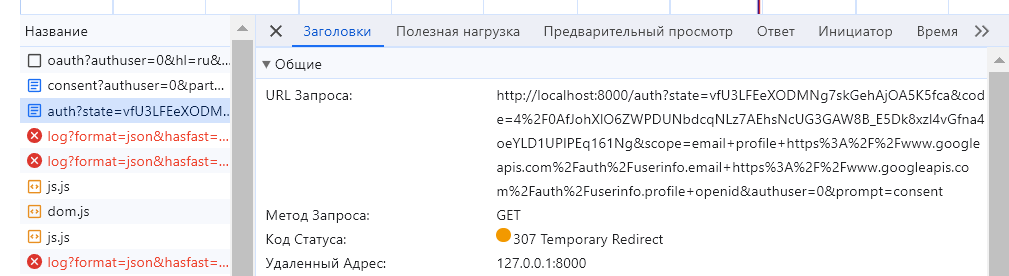 Название
oauth?authuser=0&hl=ru&...
consent?authuser=0&part...
auth?state=vfU3LFEeXODM...
log?format=json&hasfast=...
log?format=json&hasfast=...
js.js
dom.js
js.js
log?format=json&hasfast=...
Заголовки Полезная нагрузка Предварительный просмотр Ответ Инициатор Время
Общие
URL Запроса: http://localhost:8000/auth?state=vfU3LFEeXODMNg7skGehAjOA5K5fca&cod
e=4%2F0AfJohXlO6ZWPDUNbdcqNLz7AEhsNcUG3GAW8B_E5Dk8xzl4vGfna4
oeYLD1UPlPEq161Ng&scope=email+profile+https%3A%2F%2Fwww.google
apis.com%2Fauth%2Fuserinfo.email+https%3A%2F%2Fwww.googleapis.co
m%2Fauth%2Fuserinfo.profile+openid&authuser=0&prompt=consent
Метод Запроса: GET
Код Статуса: 307 Temporary Redirect
Удаленный Адрес: 127.0.0.1:8000